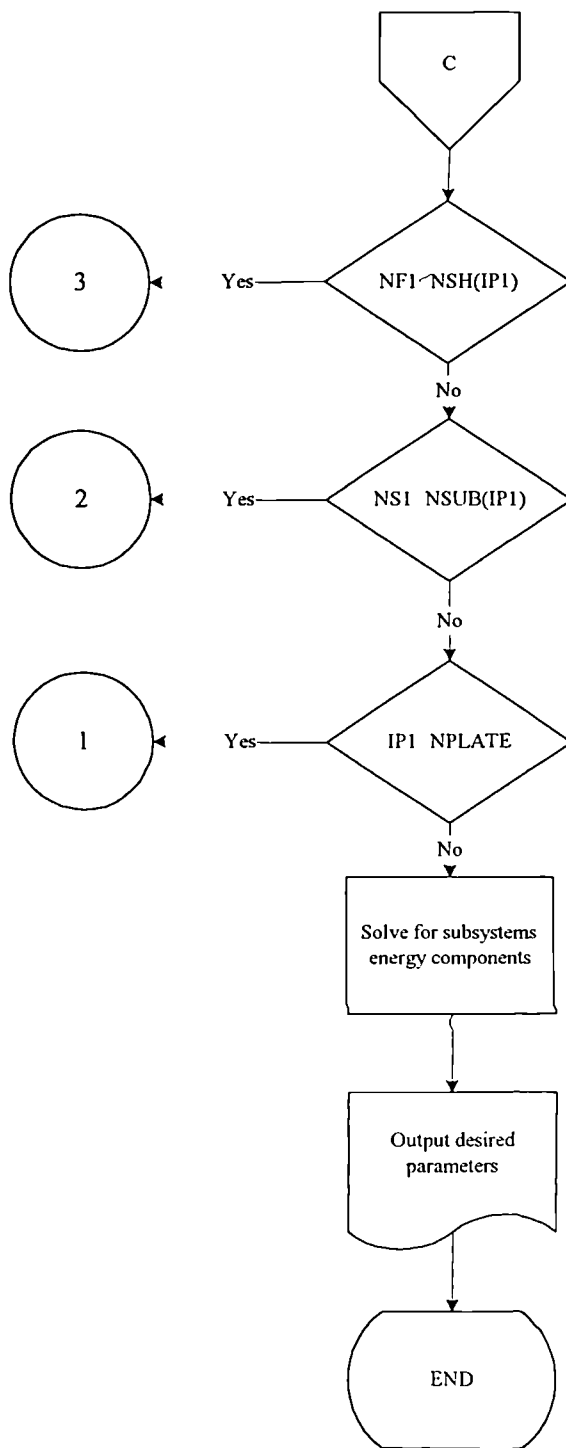 C
NF1 NSH(IP1)
Yes
3
No
NS1 NSUB(IP1)
Yes
2
No
IP1 NPLATE
Yes
1
No
Solve for subsystems
energy components
Output desired
parameters
END